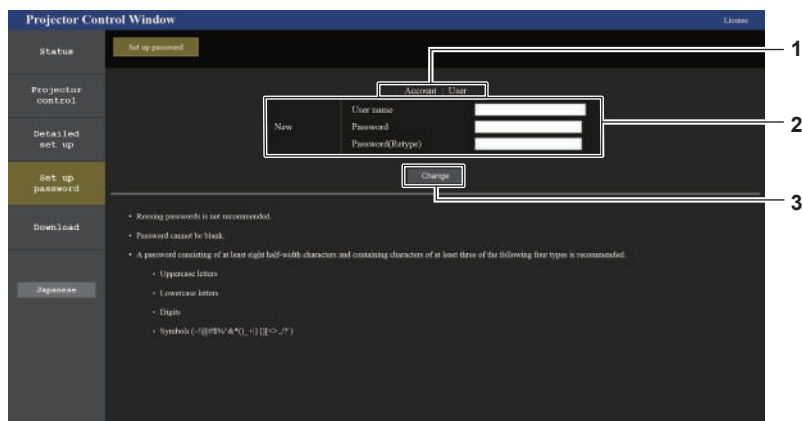 Projector Control Window
License
Status
Set up password
1
Projector
control
Account : User
User name
New
Password
2
Password(Retype)
Detailed
set up
Set up
password
Change
3
• Reusing passwords is not recommended.
Download
• Password cannot be blank.
• A password consisting of at least eight half-width characters and containing characters of at least three of the following four types is recommended.
• Uppercase letters
• Lowercase letters
Japanese
• Digits
• Symbols